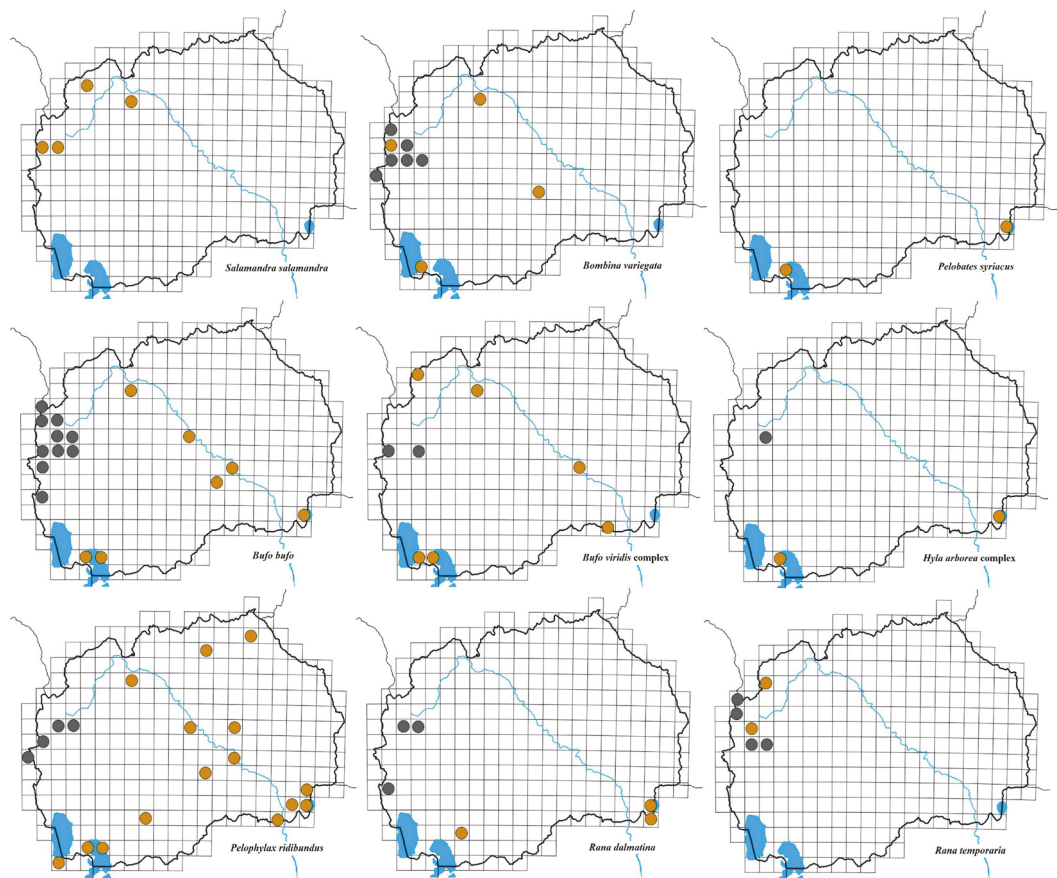 Salamandra salamandra
Bombina variegata
Pelobates syriacus
Bufo bufo
Bufo viridis complex
Hyla arborea complex
Pelophylax ridibundus
Rana dalmatina
Rana temporaria